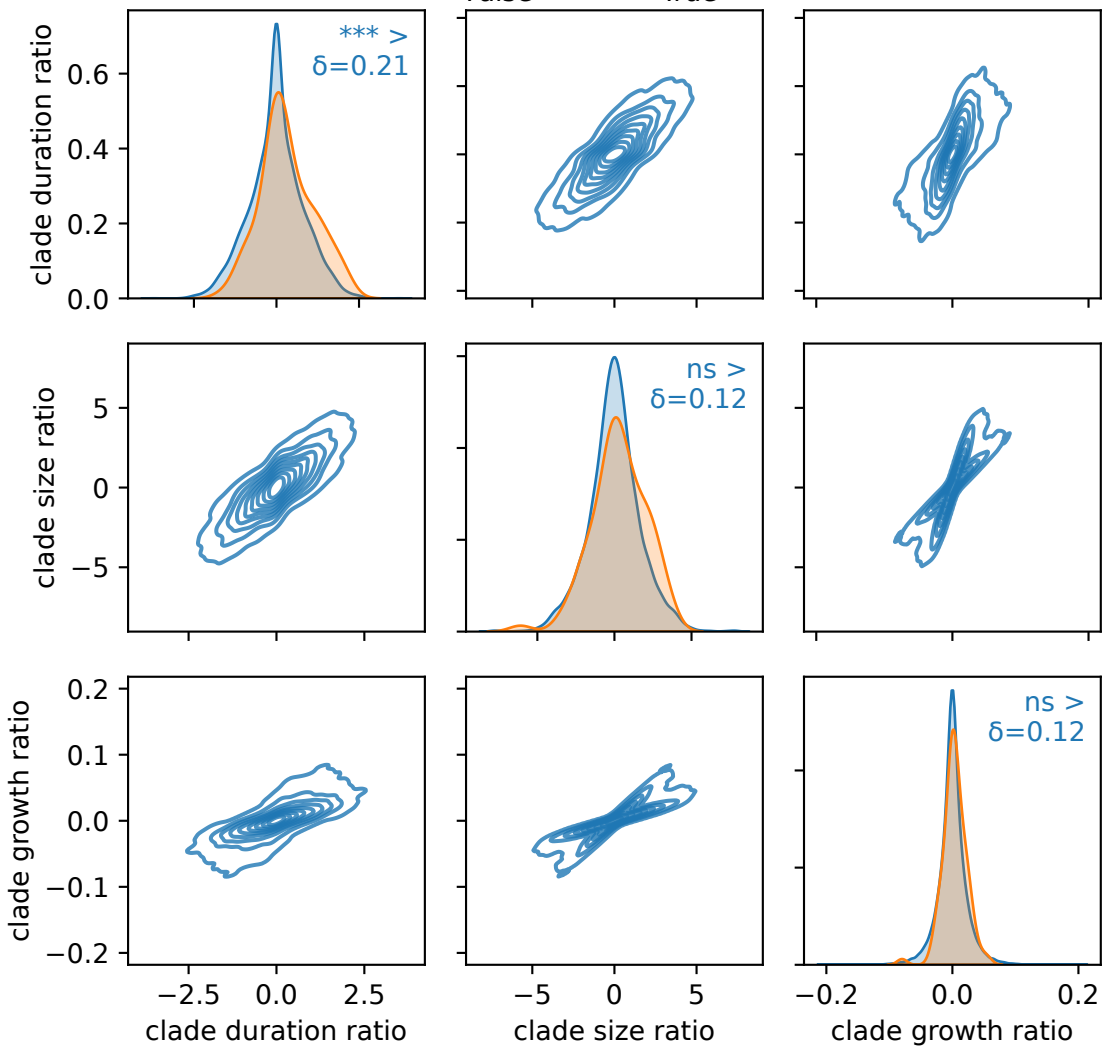 *** >
δ=0.21
clade duration ratio
0.6
0.4
0.2
0.0
ns >
δ=0.12
clade size ratio
5
0
−5
ns >
δ=0.12
clade growth ratio
0.2
0.1
0.0
−0.1
−0.2
−2.5 0.0 2.5
−5 0 5
−0.2 0.0 0.2
clade duration ratio
clade size ratio
clade growth ratio